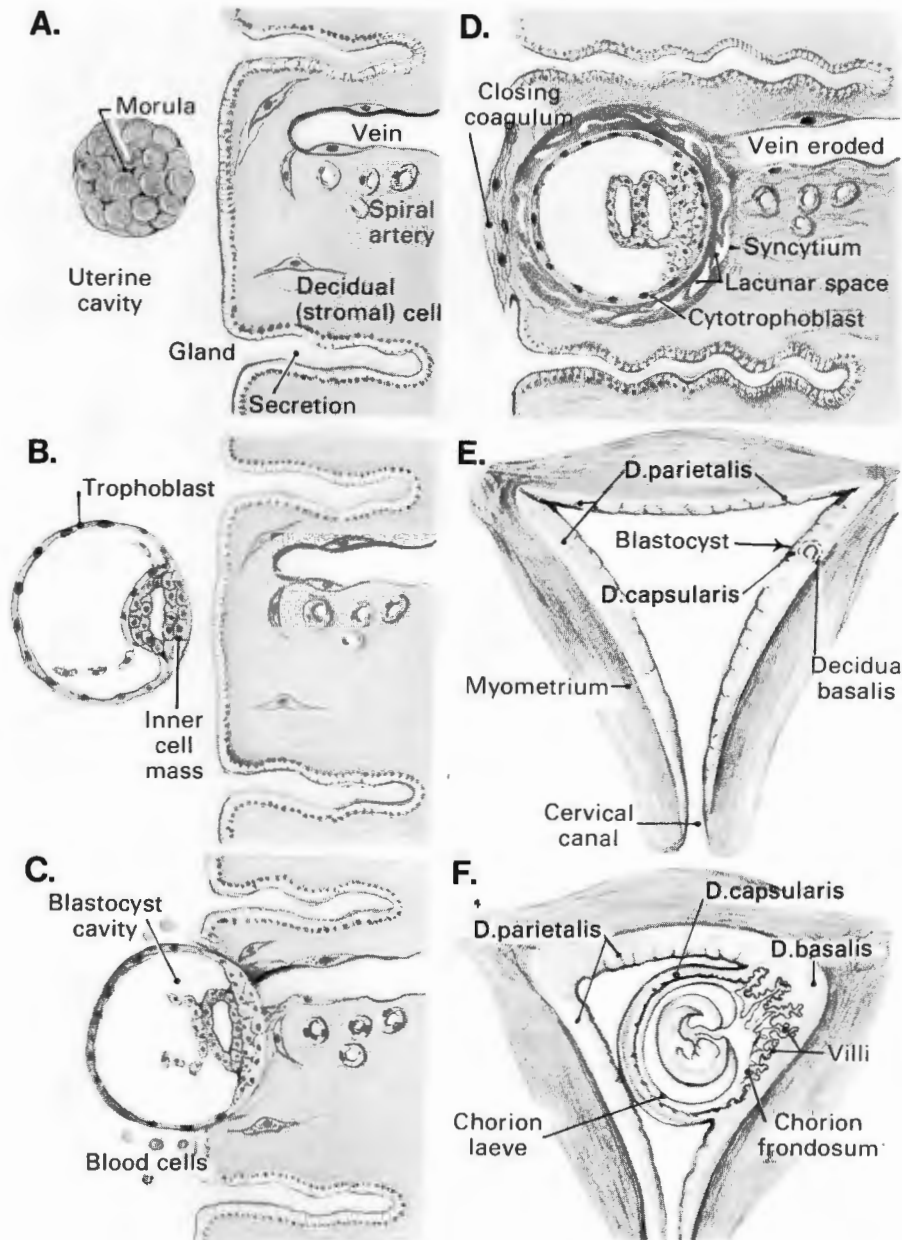 A.
Morula
Vein
Spiral
artery
Uterine
cavity
Decidual
(stromal) cell
Gland
Secretion
B.
Trophoblast
Inner
cell
mass
C.
Blastocyst
cavity
Blood cells
D.
Closing
coagulum
Vein eroded
Syncytium
Lacunar space
Cytotrophoblast
E.
D.parietalis
Blastocyst
D.capsularis
Decidua
basalis
Myometrium
Cervical
canal
F.
D.capsularis
D.parietalis
D.basalis
Villi
Chorion
laeve
Chorion
frondosum